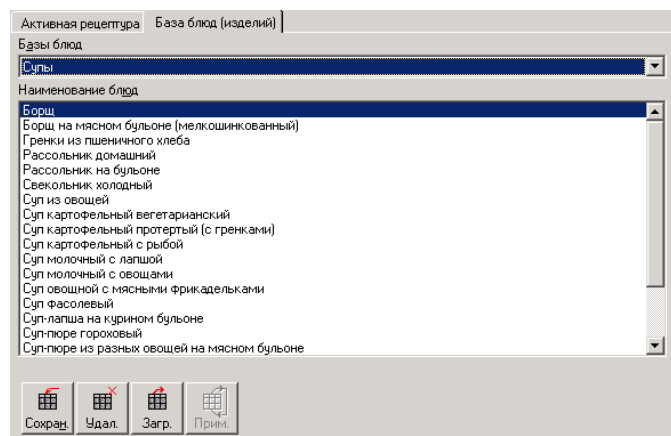 Активная рецептура База блюд (изделий)
Базы блюд
Супы
Наименование блюд
Борщ
Борщ на мясном бульоне (мелкошинкованный)
Гренки из пшеничного хлеба
Рассольник домашний
Рассольник на бульоне
Свекольник холодный
Суп из овощей
Суп картофельный вегетарианский
Суп картофельный протертый (с гренками)
Суп картофельный с рыбой
Суп молочный с лапшой
Суп молочный с овощами
Суп овощной с мясными фрикадельками
Суп фасолевый
Суп-лапша на курином бульоне
Суп-пюре гороховый
Суп-пюре из разных овощей на мясном бульоне
Сохран. Удал. Загр. Прим.